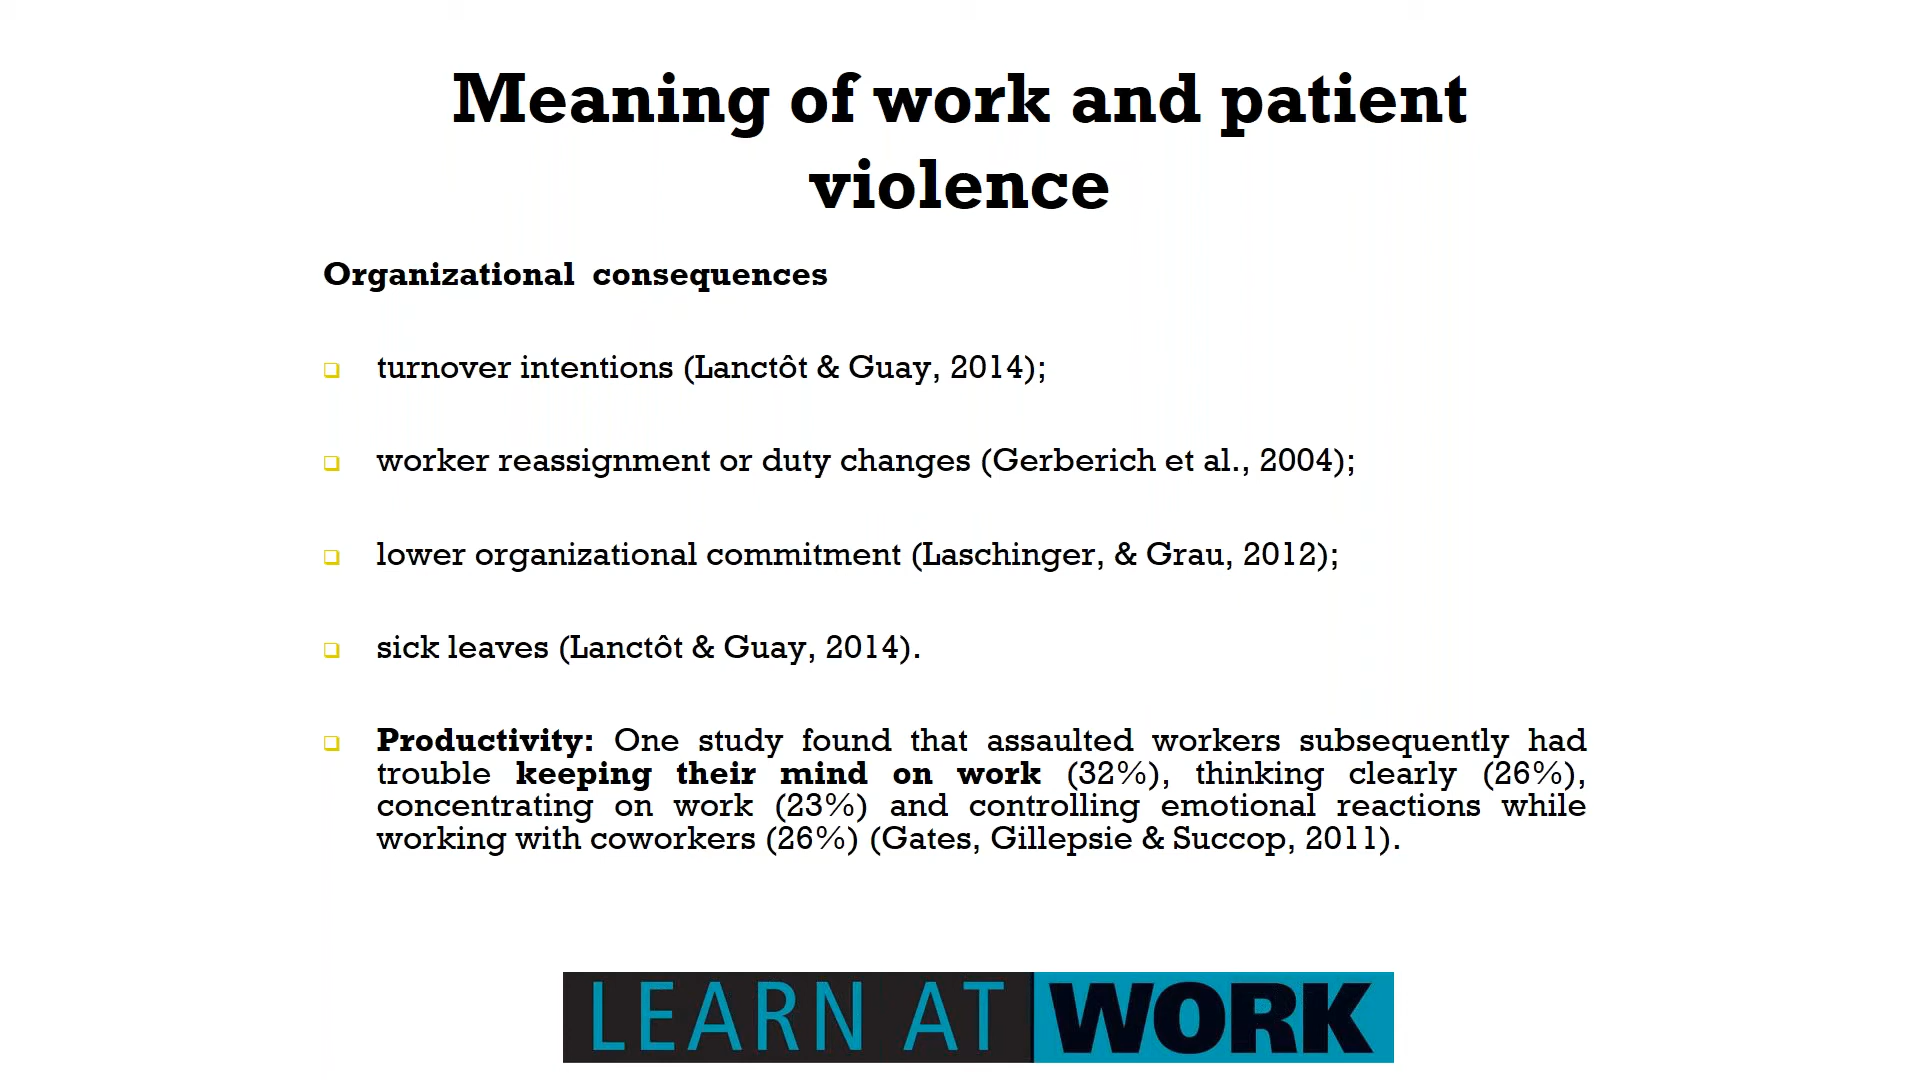 Meaning of work and patient
violence
Organizational consequences
turnover intentions (Lanctôt & Guay, 2014);
worker reassignment or duty changes (Gerberich et al., 2004);
lower organizational commitment (Laschinger, & Grau, 2012);
sick leaves (Lanctôt & Guay, 2014).
Productivity: One study found that assaulted workers subsequently had
trouble keeping their mind on work (32%), thinking clearly (26%),
concentrating on work (23%) and controlling emotional reactions while
working with coworkers (26%) (Gates, Gillepsie & Succop, 2011).
LEARN AT WORK